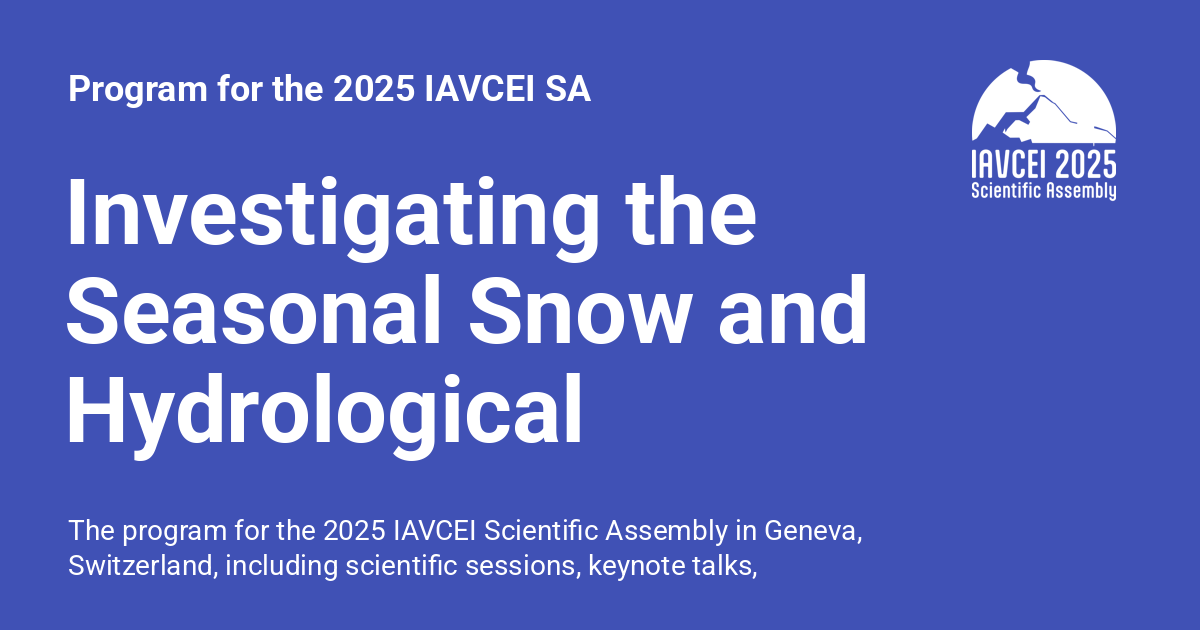 Program for the 2025 IAVCEI SA
IAVCEI 2025
Scientific Assembly
Investigating the
Seasonal Snow and
Hydrological
The program for the 2025 IAVCEI Scientific Assembly in Geneva,
Switzerland, including scientific sessions, keynote talks,